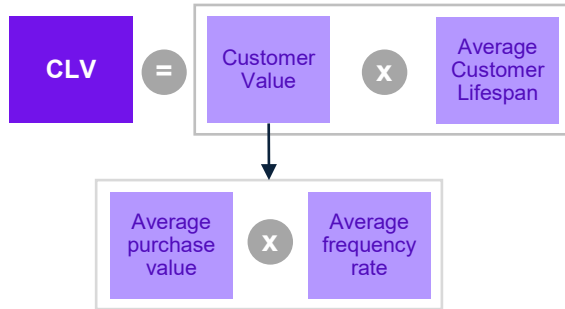 CLV
=
Customer
Value
x
Average
Customer
Lifespan
Average
purchase
value
x
Average
frequency
rate